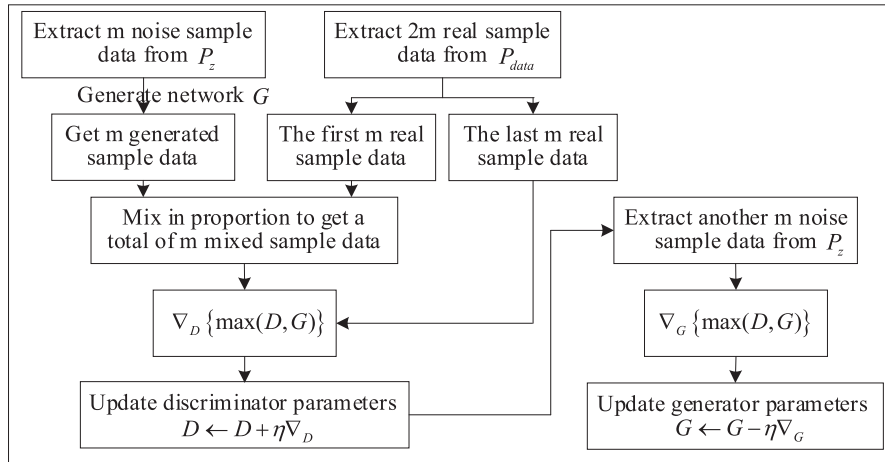 Extract m noise sample
data from P_z
Extract 2m real sample
data from P_data
Generate network G
Get m generated
sample data
The first m real
sample data
The last m real
sample data
Mix in proportion to get a
total of m mixed sample data
Extract another m noise
sample data from P_z
∇_D {max(D,G)}
∇_G {max(D,G)}
Update discriminator parameters
D ← D + η∇_D
Update generator parameters
G ← G − η∇_G